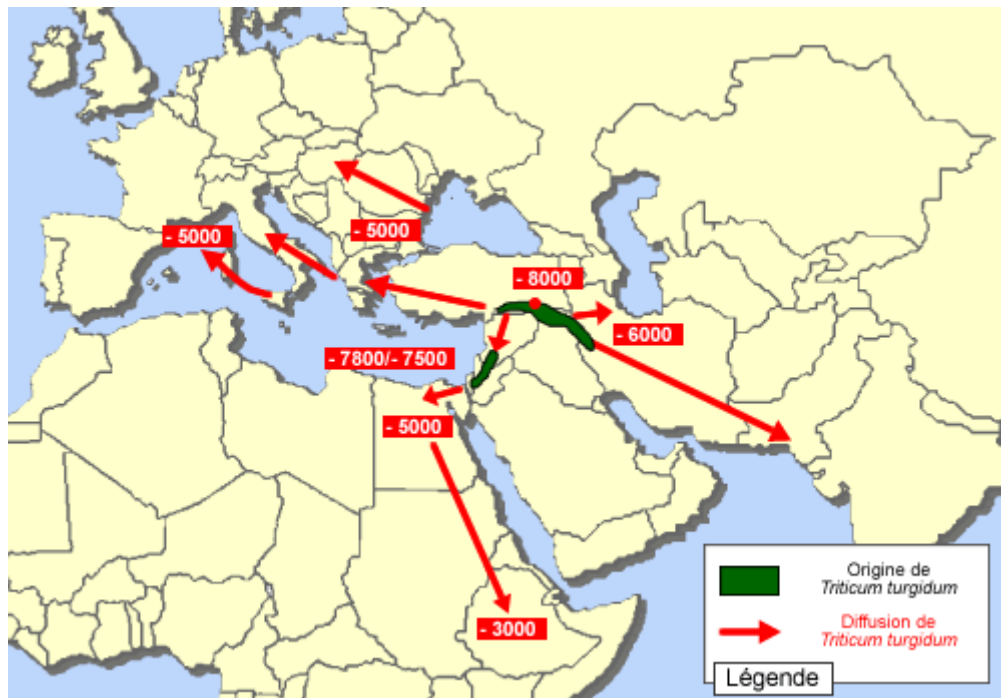 - 5000
- 5000
- 8000
- 6000
- 7800/- 7500
- 5000
- 3000
Origine de
Triticum turgidum
Diffusion de
Triticum turgidum
Légende